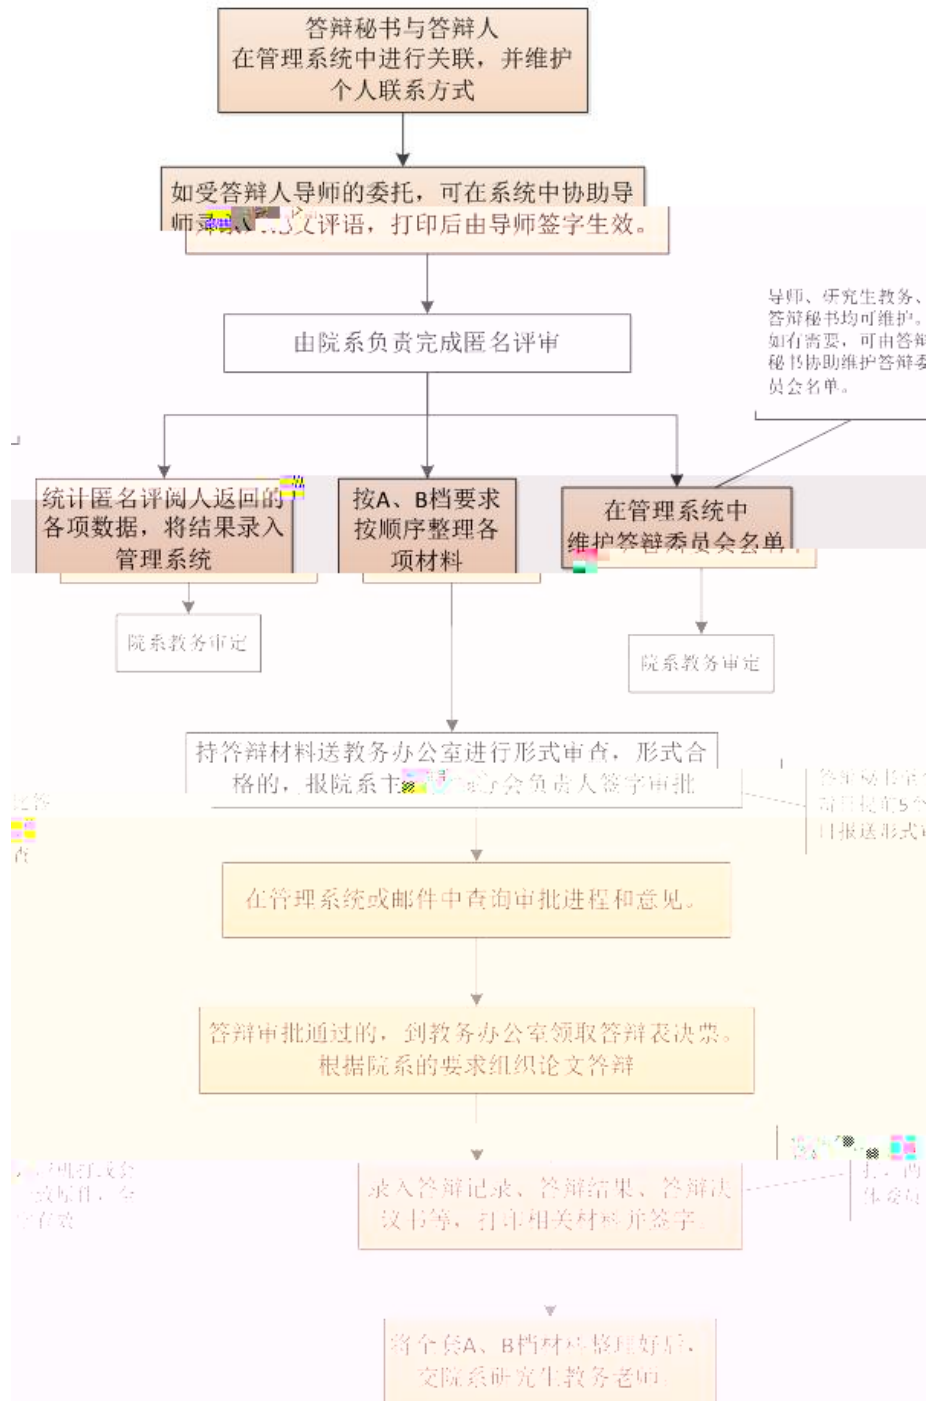 答辩秘书与答辩人
在管理系统中进行关联，并维护
个人联系方式
如受答辩人导师的委托，可在系统中协助导
评语，打印后由导师签字生效。
由院系负责完成匿名评审
导师、研究生教务、
答辩秘书均可维护。
如有需要，可由答辩
秘书协助维护答辩委
员会名单。
统计匿名评阅人返回的
各项数据，将结果录入
管理系统
按A、B档要求
按顺序整理各
项材料
在管理系统中
维护答辩委员会名单
院系教务审定
院系教务审定
持答辩材料送教务办公室进行形式审查，形式合
格的，报院系主
会负责人签字审批
查
在管理系统或邮件中查询审批进程和意见。
答辩审批通过的，到教务办公室领取答辩表决票。
根据院系的要求组织论文答辩
录入答辩记录、答辩结果、答辩决
议书等，打印相关材料并签字。
将全套A、B档材料整理好后，
交院系研究生教务老师。